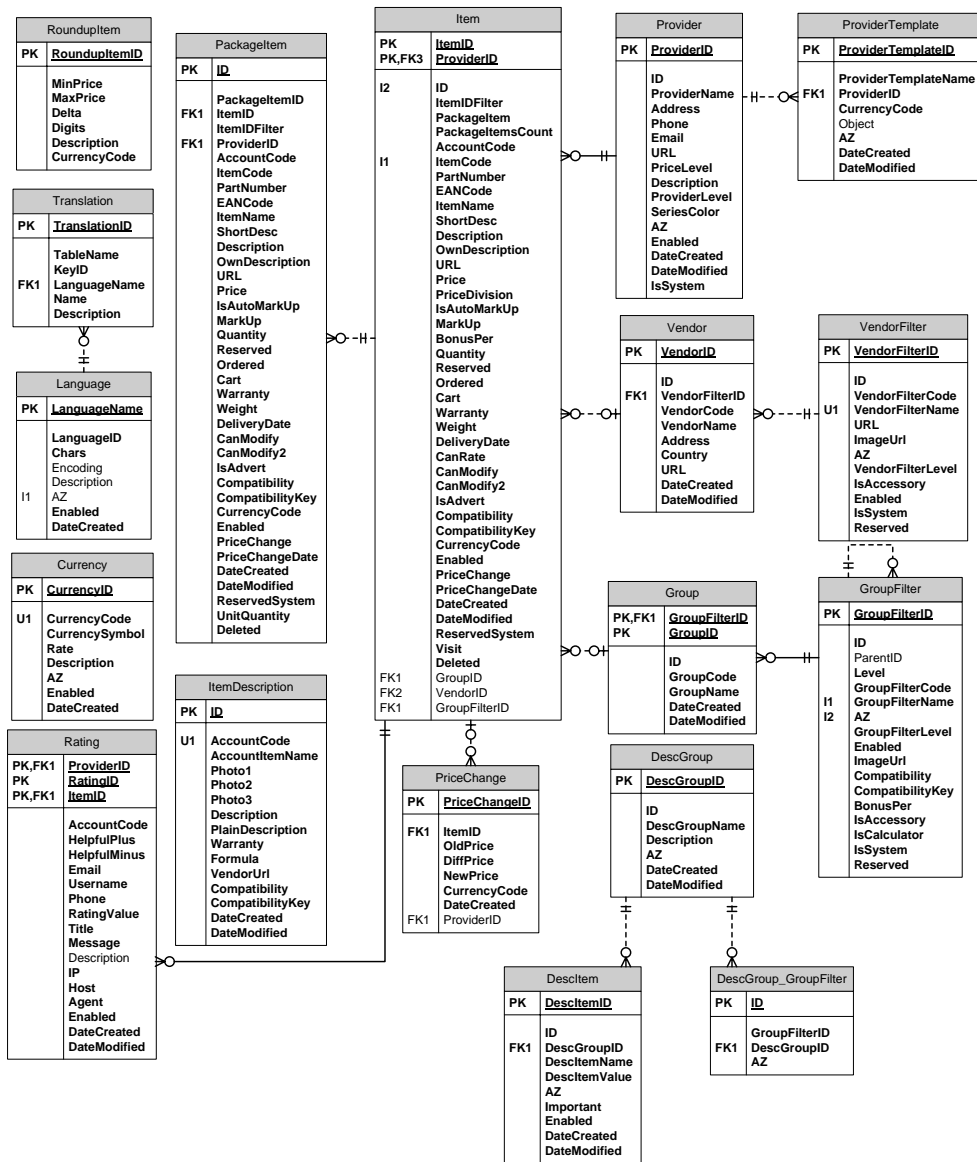 RoundupItem
PK RoundupItemID
MinPrice
MaxPrice
Delta
Digits
Description
CurrencyCode
Translation
PK TranslationID
TableName
KeyID
FK1 LanguageName
Name
Description
Language
PK LanguageName
LanguageID
Chars
Encoding
Description
I1 AZ
Enabled
DateCreated
Currency
PK CurrencyID
U1 CurrencyCode
CurrencySymbol
Rate
Description
AZ
Enabled
DateCreated
Rating
PK,FK1 ProviderID
PK RatingID
PK,FK1 ItemID
AccountCode
HelpfulPlus
HelpfulMinus
Email
Username
Phone
RatingValue
Title
Message
Description
IP
Host
Agent
Enabled
DateCreated
DateModified
PackageItem
PK ID
PackageItemID
FK1 ItemID
ItemIDFilter
FK1 ProviderID
AccountCode
ItemCode
PartNumber
EANCode
ItemName
ShortDesc
Description
OwnDescription
URL
Price
IsAutoMarkUp
MarkUp
Quantity
Reserved
Ordered
Cart
Warranty
Weight
DeliveryDate
CanModify
CanModify2
IsAdvert
Compatibility
CompatibilityKey
CurrencyCode
Enabled
PriceChange
PriceChangeDate
DateCreated
DateModified
ReservedSystem
UnitQuantity
Deleted
ItemDescription
PK ID
U1 AccountCode
AccountItemName
Photo1
Photo2
Photo3
Description
PlainDescription
Warranty
Formula
VendorUrl
Compatibility
CompatibilityKey
DateCreated
DateModified
Item
PK ItemID
PK,FK3 ProviderID
I2 ID
ItemIDFilter
PackageItem
PackageItemsCount
AccountCode
I1 ItemCode
PartNumber
EANCode
ItemName
ShortDesc
Description
OwnDescription
URL
Price
PriceDivision
IsAutoMarkUp
MarkUp
BonusPer
Quantity
Reserved
Ordered
Cart
Warranty
Weight
DeliveryDate
CanRate
CanModify
CanModify2
IsAdvert
Compatibility
CompatibilityKey
CurrencyCode
Enabled
PriceChange
PriceChangeDate
DateCreated
DateModified
ReservedSystem
Visit
Deleted
FK1 GroupID
FK2 VendorID
FK1 GroupFilterID
PriceChange
PK PriceChangeID
FK1 ItemID
OldPrice
DiffPrice
NewPrice
CurrencyCode
DateCreated
FK1 ProviderID
Provider
PK ProviderID
ID
ProviderName
Address
Phone
Email
URL
PriceLevel
Description
ProviderLevel
SeriesColor
AZ
Enabled
DateCreated
DateModified
IsSystem
ProviderTemplate
PK ProviderTemplateID
ProviderTemplateName
FK1 ProviderID
CurrencyCode
Object
AZ
DateCreated
DateModified
Vendor
PK VendorID
ID
FK1 VendorFilterID
VendorCode
VendorName
Address
Country
URL
DateCreated
DateModified
VendorFilter
PK VendorFilterID
ID
VendorFilterCode
U1 VendorFilterName
URL
ImageUrl
AZ
VendorFilterLevel
IsAccessory
Enabled
IsSystem
Reserved
Group
PK,FK1 GroupFilterID
PK GroupID
ID
GroupCode
GroupName
DateCreated
DateModified
GroupFilter
PK GroupFilterID
ID
ParentID
Level
GroupFilterCode
I1 GroupFilterName
I2 AZ
GroupFilterLevel
Enabled
ImageUrl
Compatibility
CompatibilityKey
BonusPer
IsAccessory
IsCalculator
IsSystem
Reserved
DescGroup
PK DescGroupID
ID
DescGroupName
Description
AZ
DateCreated
DateModified
DescItem
PK DescItemID
ID
FK1 DescGroupID
DescItemName
DescItemValue
AZ
Important
Enabled
DateCreated
DateModified
DescGroup_GroupFilter
PK ID
GroupFilterID
FK1 DescGroupID
AZ